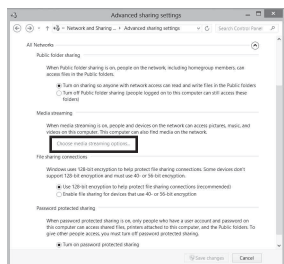 Advanced sharing settings
« Network and Sharing ... › Advanced sharing settings
Search Control Panel
All Networks
Public folder sharing
When Public folder sharing is on, people on the network, including homegroup members, can
access files in the Public folders.
Turn on sharing so anyone with network access can read and write files in the Public folders
Turn off Public folder sharing (people logged on to this computer can still access these
folders)
Media streaming
When media streaming is on, people and devices on the network can access pictures, music, and
videos on this computer. This computer can also find media on the network.
Choose media streaming options...
File sharing connections
Windows uses 128-bit encryption to help protect file sharing connections. Some devices don't
support 128-bit encryption and must use 40- or 56-bit encryption.
Use 128-bit encryption to help protect file sharing connections (recommended)
Enable file sharing for devices that use 40- or 56-bit encryption
Password protected sharing
When password protected sharing is on, only people who have a user account and password on
this computer can access shared files, printers attached to this computer, and the Public folders. To
give other people access, you must turn off password protected sharing.
Turn on password protected sharing
Save changes
Cancel